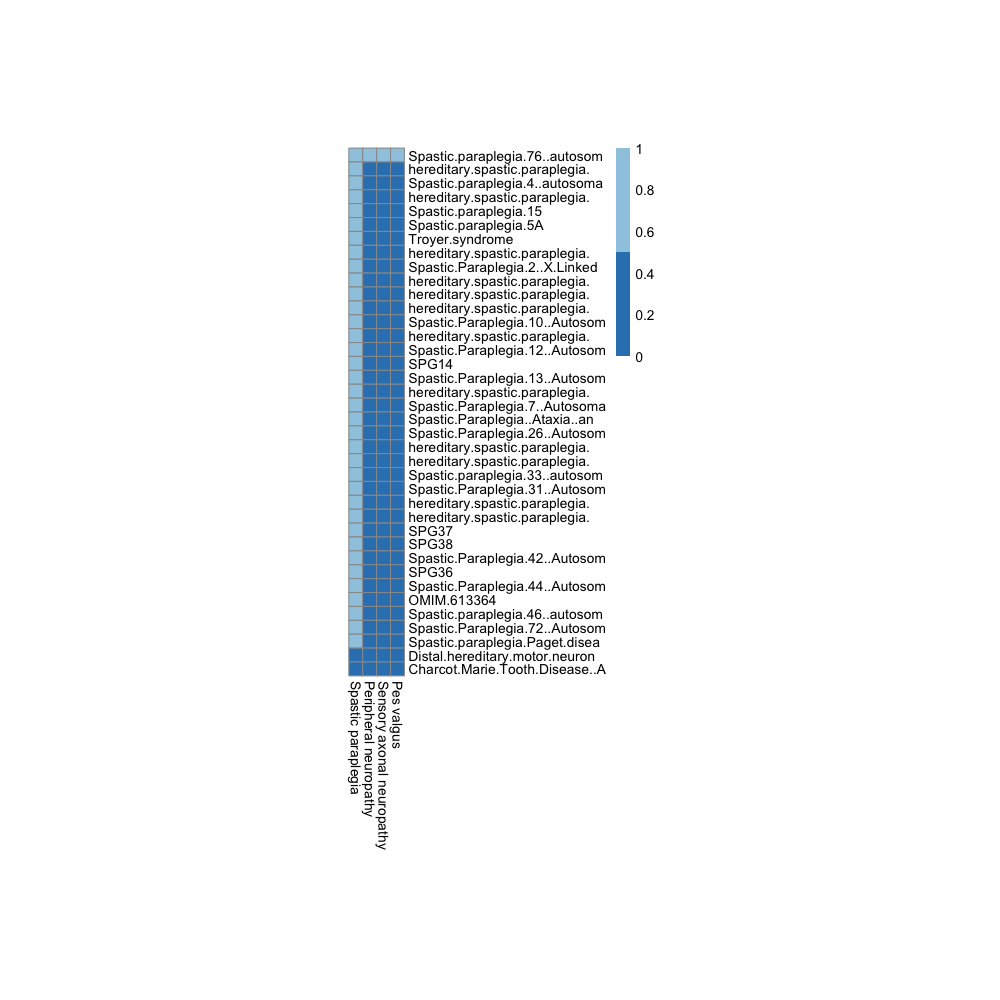 Spastic.paraplegia.76..autosom
hereditary.spastic.paraplegia.
Spastic.paraplegia.4..autosoma
hereditary.spastic.paraplegia.
Spastic.paraplegia.15
Spastic.paraplegia.5A
Troyer.syndrome
hereditary.spastic.paraplegia.
Spastic.Paraplegia.2..X.Linked
hereditary.spastic.paraplegia.
hereditary.spastic.paraplegia.
hereditary.spastic.paraplegia.
Spastic.Paraplegia.10..Autosom
hereditary.spastic.paraplegia.
Spastic.Paraplegia.12..Autosom
SPG14
Spastic.Paraplegia.13..Autosom
hereditary.spastic.paraplegia.
Spastic.Paraplegia.7..Autosoma
Spastic.Paraplegia..Ataxia..an
Spastic.Paraplegia.26..Autosom
hereditary.spastic.paraplegia.
hereditary.spastic.paraplegia.
Spastic.paraplegia.33..autosom
Spastic.Paraplegia.31..Autosom
hereditary.spastic.paraplegia.
hereditary.spastic.paraplegia.
SPG37
SPG38
Spastic.Paraplegia.42..Autosom
SPG36
Spastic.Paraplegia.44..Autosom
OMIM.613364
Spastic.paraplegia.46..autosom
Spastic.Paraplegia.72..Autosom
Spastic.paraplegia.Paget.disea
Distal.hereditary.motor.neuron
Charcot.Marie.Tooth.Disease..A
Spastic paraplegia
Peripheral neuropathy
Sensory axonal neuropathy
Pes valgus
1
0.8
0.6
0.4
0.2
0